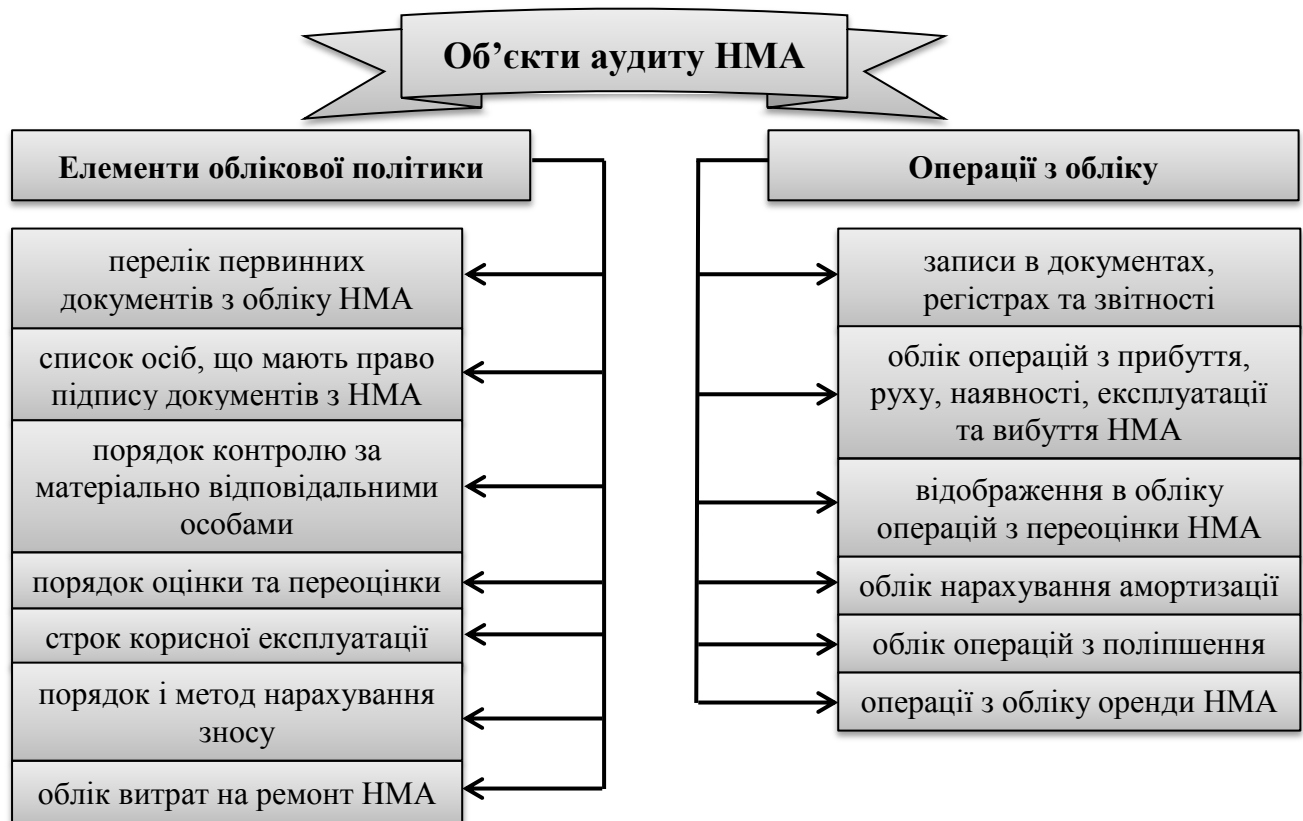 Об’єкти аудиту НМА
Елементи облікової політики
перелік первинних
документів з обліку НМА
список осіб, що мають право
підпису документів з НМА
порядок контролю за
матеріально відповідальними
особами
порядок оцінки та переоцінки
строк корисної експлуатації
порядок і метод нарахування
зносу
облік витрат на ремонт НМА
Операції з обліку
записи в документах,
регістрах та звітності
облік операцій з прибуття,
руху, наявності, експлуатації
та вибуття НМА
відображення в обліку
операцій з переоцінки НМА
облік нарахування амортизації
облік операцій з поліпшення
операції з обліку оренди НМА